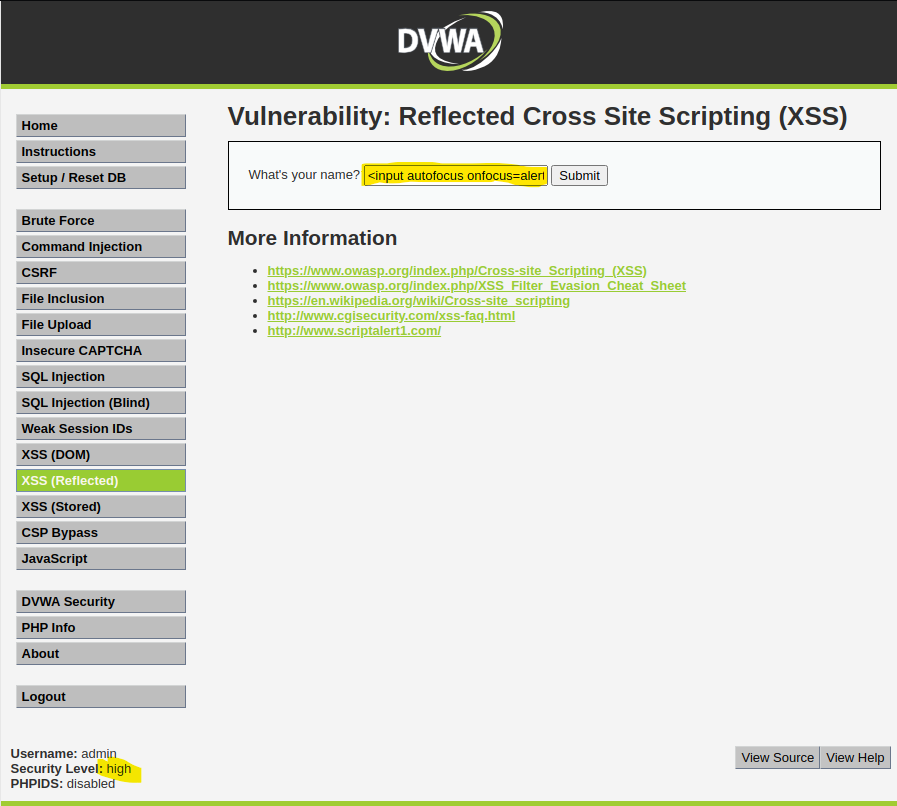 DVWA
Vulnerability: Reflected Cross Site Scripting (XSS)
Home
Instructions
Setup / Reset DB
Brute Force
Command Injection
CSRF
File Inclusion
File Upload
Insecure CAPTCHA
SQL Injection
SQL Injection (Blind)
Weak Session IDs
XSS (DOM)
XSS (Reflected)
XSS (Stored)
CSP Bypass
JavaScript
DVWA Security
PHP Info
About
Logout
What's your name? <input autofocus onfocus=alert Submit
More Information
https://www.owasp.org/index.php/Cross-site_Scripting_(XSS)
https://www.owasp.org/index.php/XSS_Filter_Evasion_Cheat_Sheet
https://en.wikipedia.org/wiki/Cross-site_scripting
http://www.cgisecurity.com/xss-faq.html
http://www.scriptalert1.com/
Username: admin
Security Level: high
PHPIDS: disabled
View Source View Help